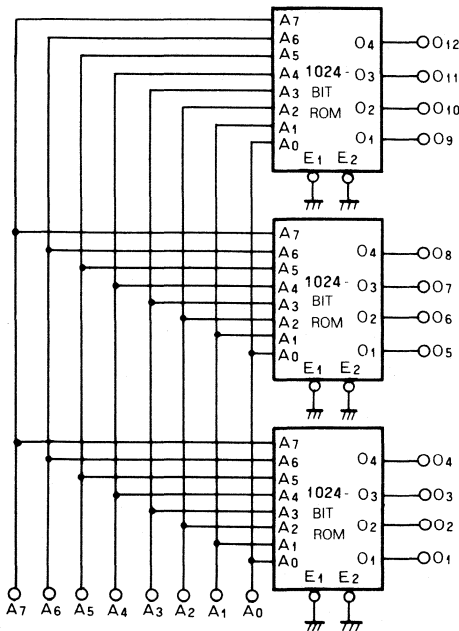 A7
A6
A5
A4 1024- O4 O12
A3 BIT O3 O11
A2 ROM O2 O10
A1 O1 O9
A0
E1 E2
A7
A6
A5
A4 1024- O4 O8
A3 BIT O3 O7
A2 ROM O2 O6
A1 O1 O5
A0
E1 E2
A7
A6
A5
A4 1024- O4 O4
A3 BIT O3 O3
A2 ROM O2 O2
A1 O1 O1
A0
E1 E2
A7 A6 A5 A4 A3 A2 A1 A0